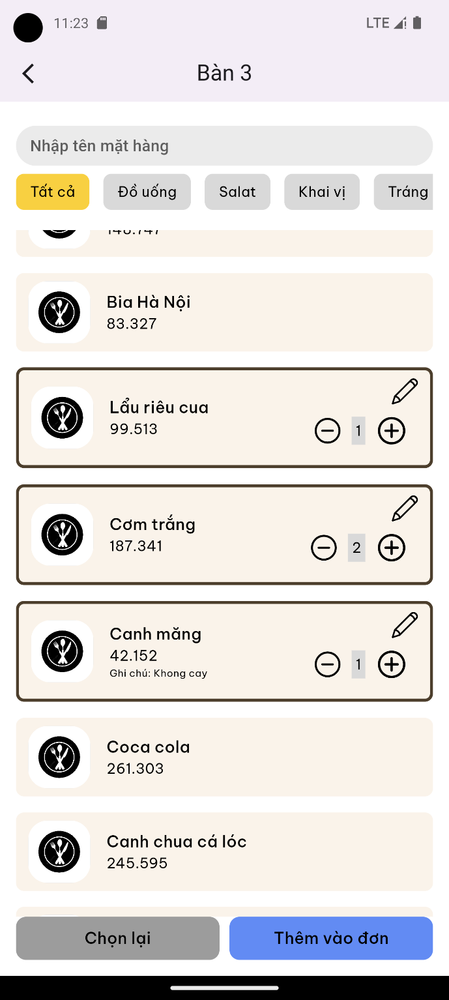 11:23
LTE
Bàn 3
Nhập tên mặt hàng
Tất cả
Đồ uống
Salat
Khai vị
Tráng
Bia Hà Nội
83.327
Lẩu riêu cua
99.513
1
Cơm trắng
187.341
2
Canh măng
42.152
Ghi chú: Khong cay
1
Coca cola
261.303
Canh chua cá lóc
245.595
Chọn lại
Thêm vào đơn